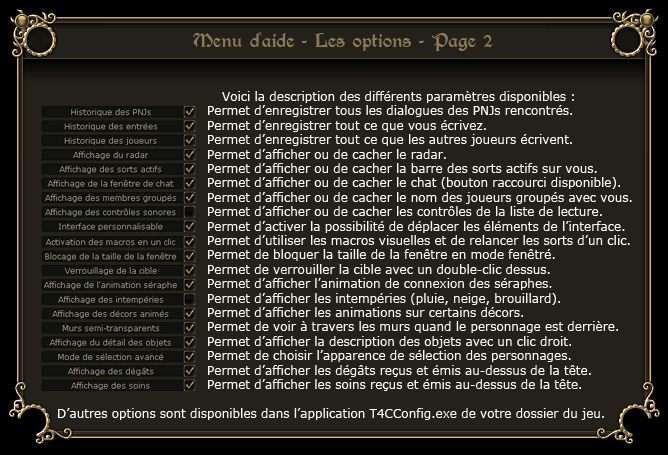 Menu d'aide - Les options - Page 2
Voici la description des différents paramètres disponibles :
Historique des PNJs Permet d'enregistrer tous les dialogues des PNJs rencontrés.
Historique des entrées Permet d'enregistrer tout ce que vous écrivez.
Historique des joueurs Permet d'enregistrer tout ce que les autres joueurs écrivent.
Affichage du radar Permet d'afficher ou de cacher le radar.
Affichage des sorts actifs Permet d'afficher ou de cacher la barre des sorts actifs sur vous.
Affichage de la fenêtre de chat Permet d'afficher ou de cacher le chat (bouton raccourci disponible).
Affichage des membres groupés Permet d'afficher ou de cacher le nom des joueurs groupés avec vous.
Affichage des contrôles sonores Permet d'afficher ou de cacher les contrôles de la liste de lecture.
Interface personnalisable Permet d'activer la possibilité de déplacer les éléments de l'interface.
Activation des macros en un clic Permet d'utiliser les macros visuelles et de relancer les sorts d'un clic.
Blocage de la taille de la fenêtre Permet de bloquer la taille de la fenêtre en mode fenêtré.
Verrouillage de la cible Permet de verrouiller la cible avec un double-clic dessus.
Affichage de l'animation séraphe Permet d'afficher l'animation de connexion des séraphes.
Affichage des intempéries Permet d'afficher les intempéries (pluie, neige, brouillard).
Affichage des décors animés Permet d'afficher les animations sur certains décors.
Murs semi-transparents Permet de voir à travers les murs quand le personnage est derrière.
Affichage du détail des objets Permet d'afficher la description des objets avec un clic droit.
Mode de sélection avancé Permet de choisir l'apparence de sélection des personnages.
Affichage des dégâts Permet d'afficher les dégâts reçus et émis au-dessus de la tête.
Affichage des soins Permet d'afficher les soins reçus et émis au-dessus de la tête.
D'autres options sont disponibles dans l'application T4CConfig.exe de votre dossier du jeu.